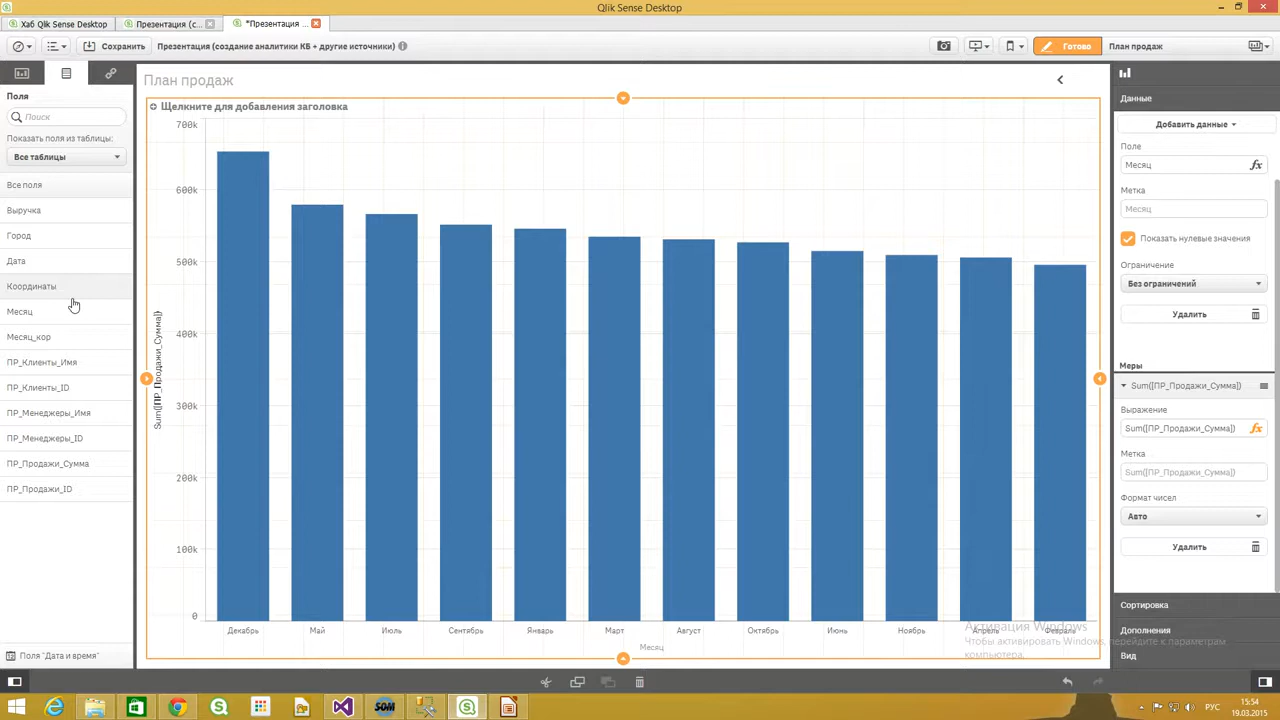 Qlik Sense Desktop
Хаб Qlik Sense Desktop
Презентация (с...
*Презентация ...
Сохранить
Презентация (создание аналитики КБ + другие источники)
Готово
План продаж
Поля
Поиск
Показать поля из таблицы:
Все таблицы
Все поля
Выручка
Город
Дата
Координаты
Месяц
Месяц_кор
ПР_Клиенты_Имя
ПР_Клиенты_ID
ПР_Менеджеры_Имя
ПР_Менеджеры_ID
ПР_Продажи_Сумма
ПР_Продажи_ID
Поля "Дата и время"
План продаж
Щелкните для добавления заголовка
700k
600k
500k
400k
300k
200k
100k
0
Sum([ПР_Продажи_Сумма])
Декабрь Май Июль Сентябрь Январь Март Август Октябрь Июнь Ноябрь Апрель Февраль
Месяц
Данные
Добавить данные
Поле
Месяц
Метка
Месяц
Показать нулевые значения
Ограничение
Без ограничений
Удалить
Меры
Sum([ПР_Продажи_Сумма])
Выражение
Sum([ПР_Продажи_Сумма])
Метка
Sum([ПР_Продажи_Сумма])
Формат чисел
Авто
Удалить
Сортировка
Дополнения
Вид
Активация Windows
Чтобы активировать Windows, перейдите к параметрам
компьютера.
SOM
РУС
15:54
19.03.2015